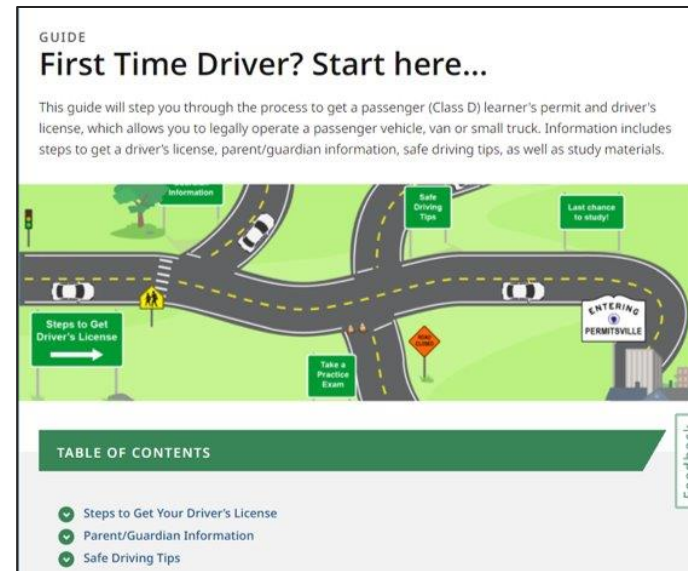 GUIDE
First Time Driver? Start here...
This guide will step you through the process to get a passenger (Class D) learner's permit and driver's
license, which allows you to legally operate a passenger vehicle, van or small truck. Information includes
steps to get a driver's license, parent/guardian information, safe driving tips, as well as study materials.
Information
Safe
Driving
Tips
Last chance
to study!
ENTERING
PERMITSVILLE
Steps to Get
Driver's License
Take a
Practice
Exam
ROAD
CLOSED
Feedback
TABLE OF CONTENTS
Steps to Get Your Driver's License
Parent/Guardian Information
Safe Driving Tips